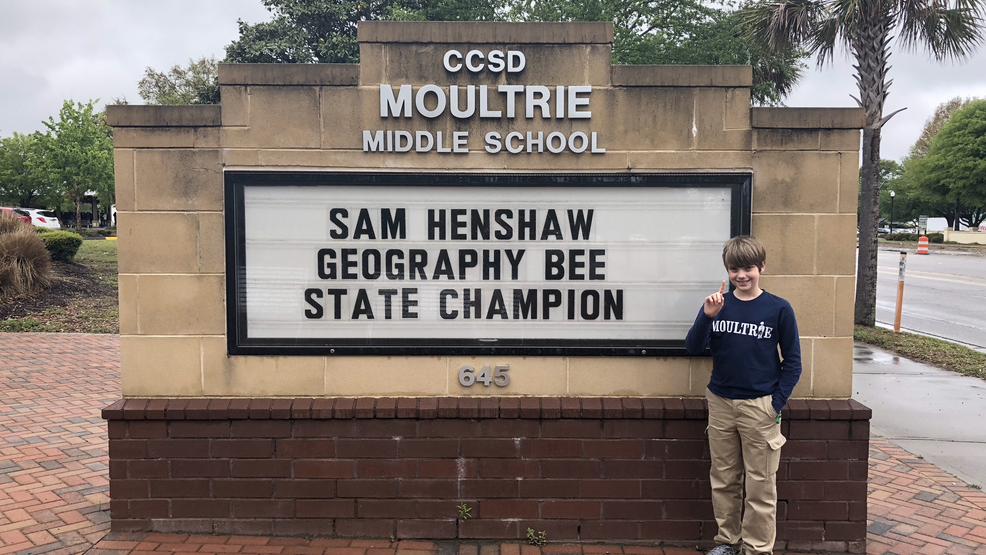 CCSD
MOULTRIE
MIDDLE SCHOOL
SAM HENSHAW
GEOGRAPHY BEE
STATE CHAMPION
645
MOULTRIE